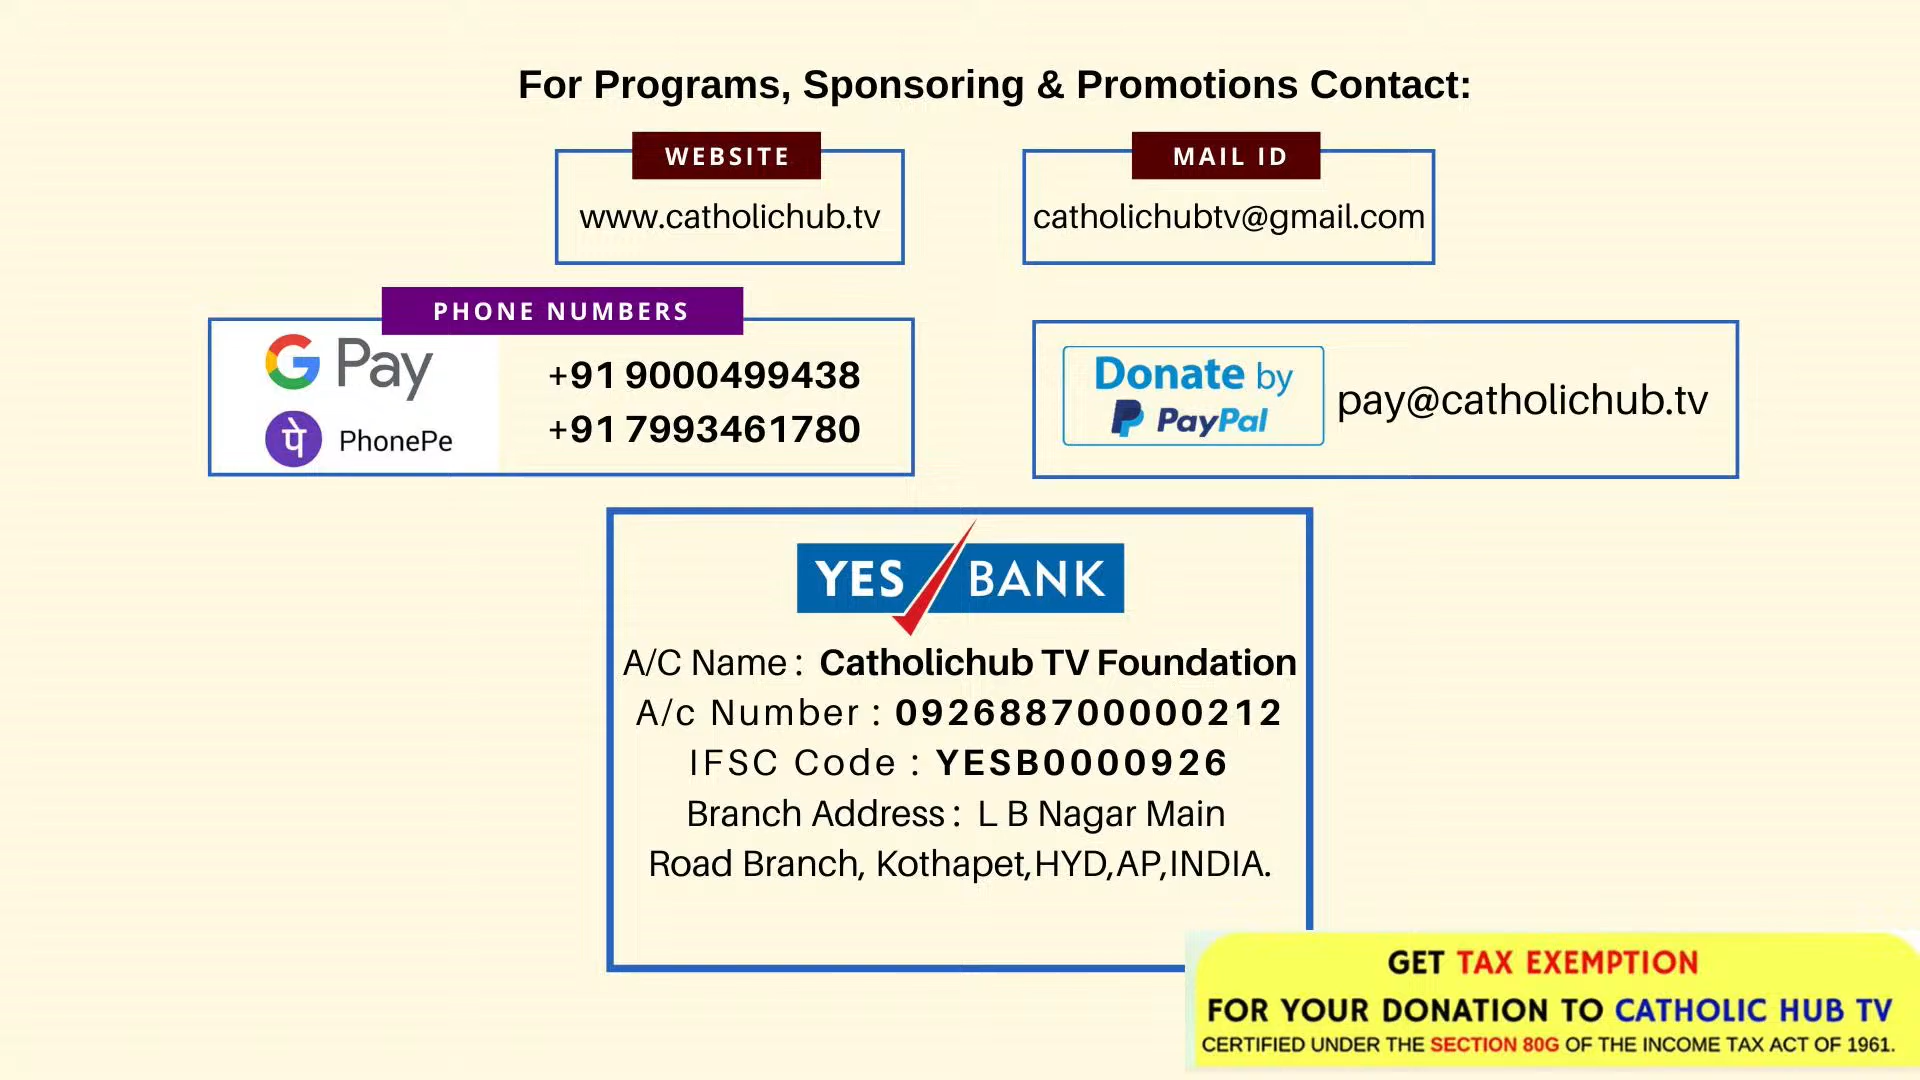 For Programs, Sponsoring & Promotions Contact:
WEBSITE
www.catholichub.tv
MAIL ID
catholichubtv@gmail.com
PHONE NUMBERS
G Pay
पे PhonePe
+91 9000499438
+91 7993461780
Donate by
PayPal
pay@catholichub.tv
YES BANK
A/C Name : Catholichub TV Foundation
A/c Number : 092688700000212
IFSC Code : YESB0000926
Branch Address : L B Nagar Main
Road Branch, Kothapet,HYD,AP,INDIA.
GET TAX EXEMPTION
FOR YOUR DONATION TO CATHOLIC HUB TV
CERTIFIED UNDER THE SECTION 80G OF THE INCOME TAX ACT OF 1961.